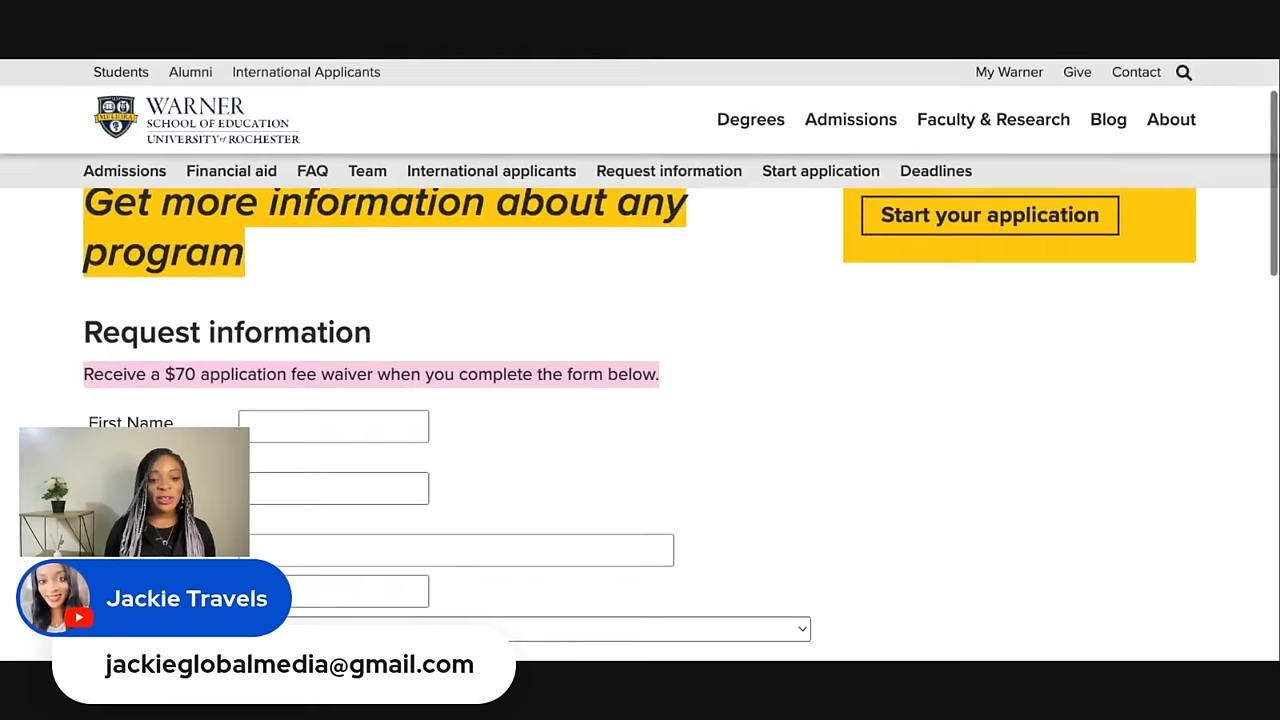 Students Alumni International Applicants
My Warner Give Contact
WARNER
SCHOOL OF EDUCATION
UNIVERSITY of ROCHESTER
MELIORA
Degrees Admissions Faculty & Research Blog About
Admissions Financial aid FAQ Team International applicants Request information Start application Deadlines
Get more information about any
program
Start your application
Request information
Receive a $70 application fee waiver when you complete the form below.
First Name
Jackie Travels
jackieglobalmedia@gmail.com